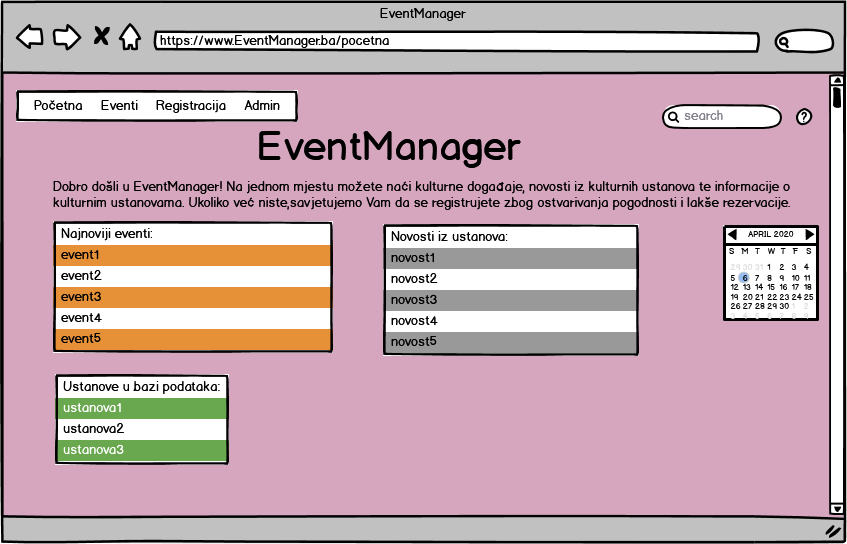 EventManager
https://www.EventManager.ba/pocetna
Početna Eventi Registracija Admin
search ?
EventManager
Dobro došli u EventManager! Na jednom mjestu možete naći kulturne događaje, novosti iz kulturnih ustanova te informacije o
kulturnim ustanovama. Ukoliko već niste,savjetujemo Vam da se registrujete zbog ostvarivanja pogodnosti i lakše rezervacije.
Najnoviji eventi:
event1
event2
event3
event4
event5
Novosti iz ustanova:
novost1
novost2
novost3
novost4
novost5
APRIL 2020
S M T W T F S
29 30 31 1 2 3 4
5 6 7 8 9 10 11
12 13 14 15 16 17 18
19 20 21 22 23 24 25
26 27 28 29 30 1 2
Ustanove u bazi podataka:
ustanova1
ustanova2
ustanova3